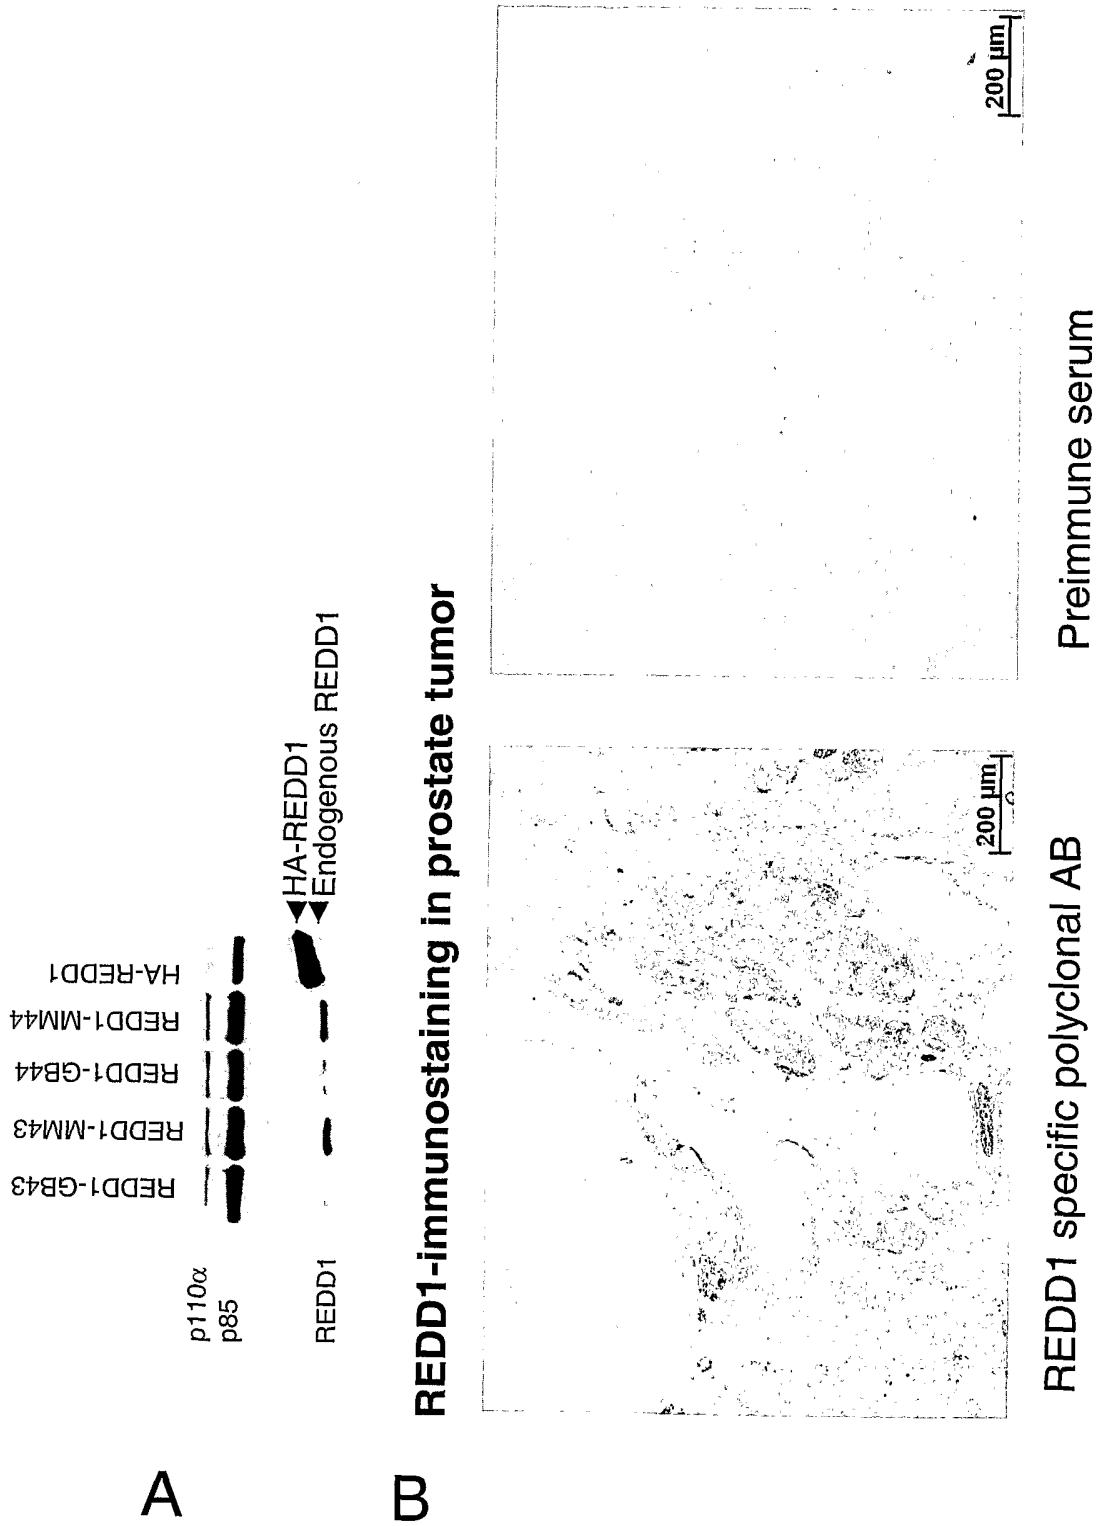 A
REDD1-GB43
REDD1-MM43
REDD1-GB44
REDD1-MM44
HA-REDD1
p110α
p85
REDD1
HA-REDD1
Endogenous REDD1
B
REDD1-immunostaining in prostate tumor
200 µm
200 µm
REDD1 specific polyclonal AB
Preimmune serum